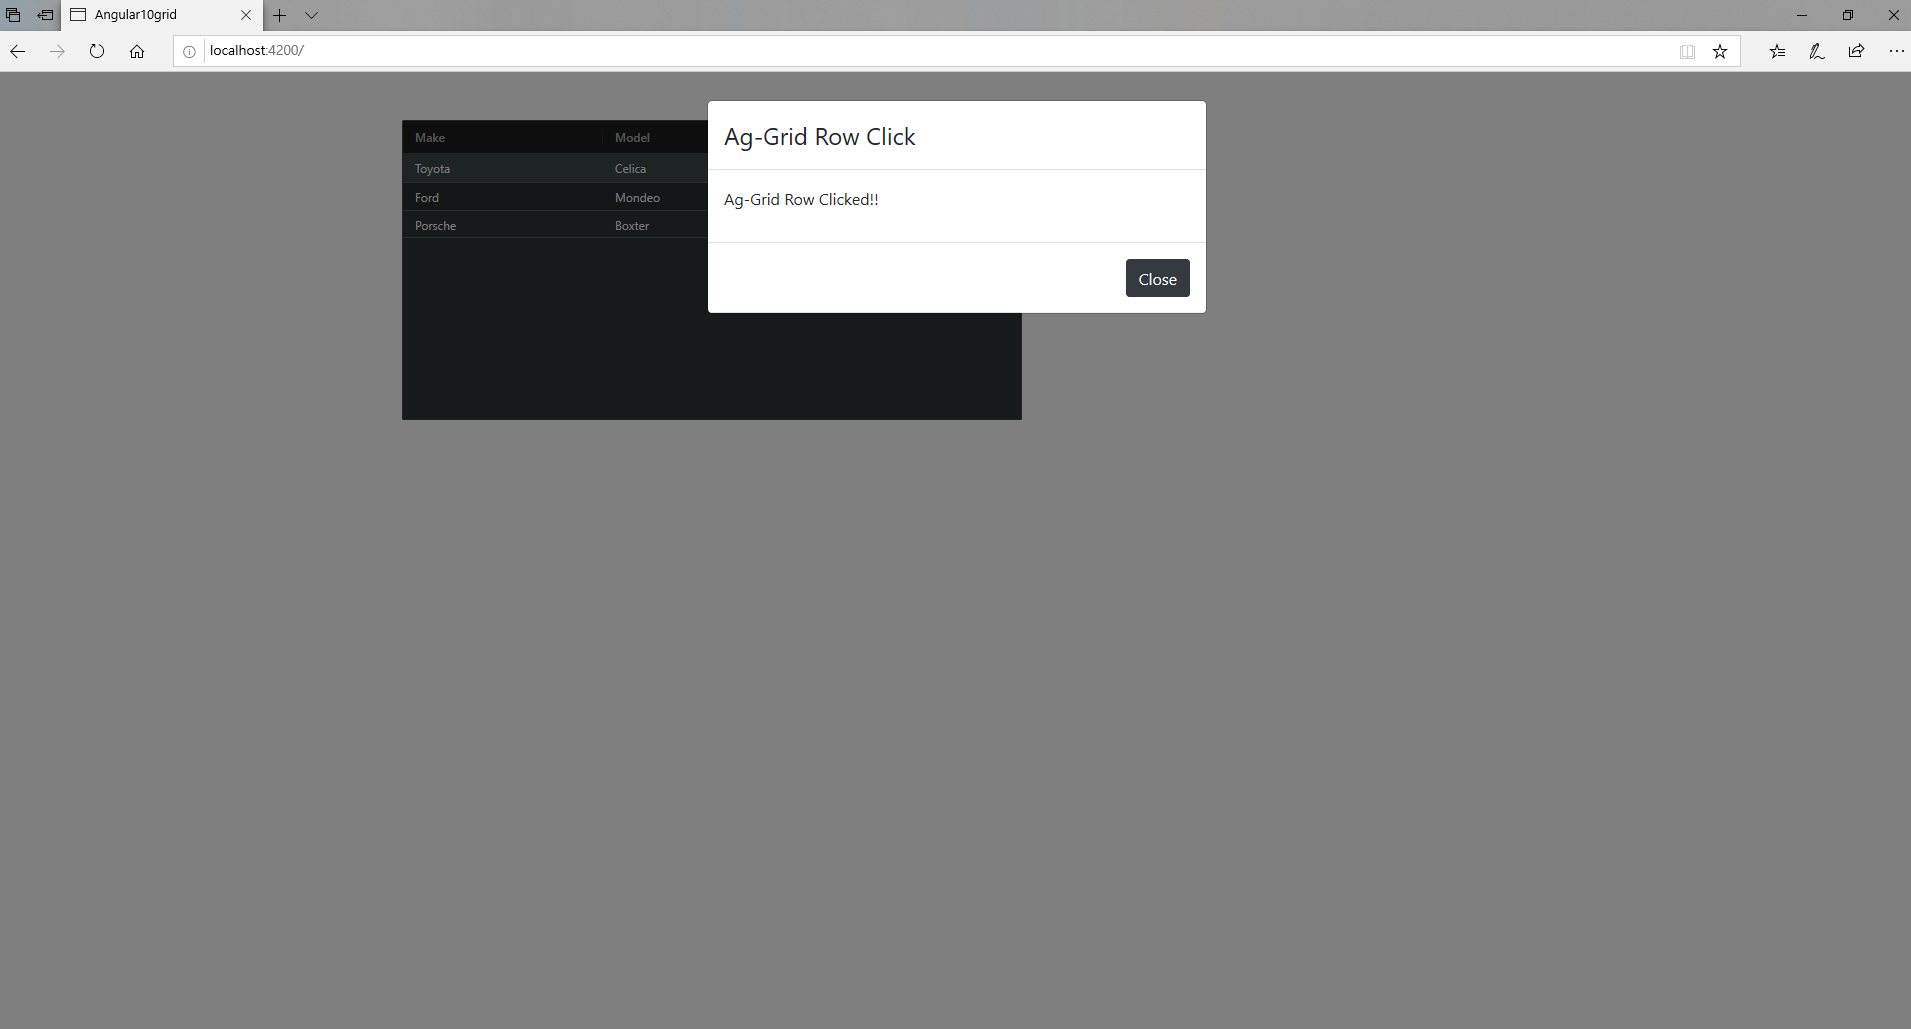 Angular10grid
localhost:4200/
Ag-Grid Row Click
Make Model
Toyota Celica
Ford Mondeo
Porsche Boxter
Ag-Grid Row Clicked!!
Close